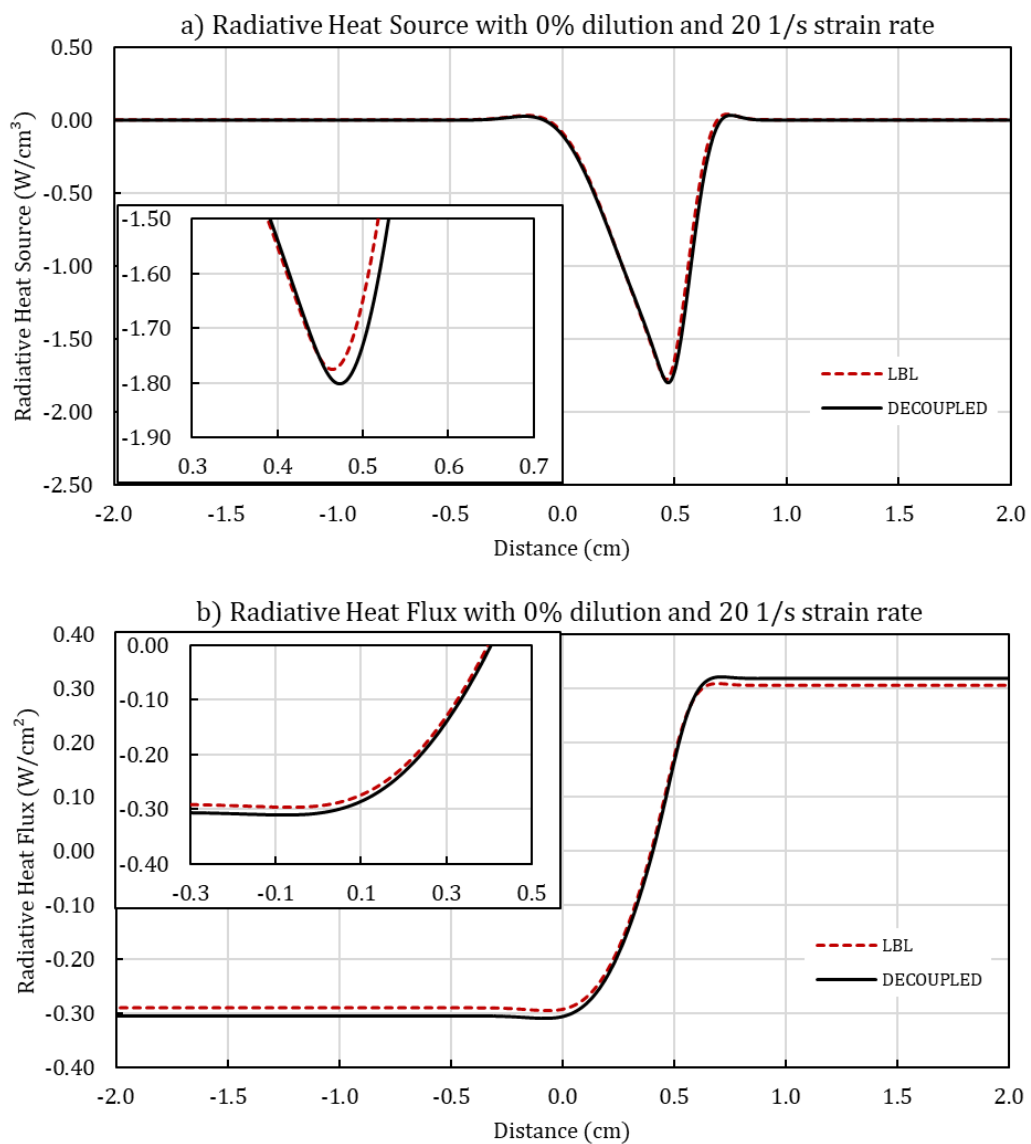 a) Radiative Heat Source with 0% dilution and 20 1/s strain rate
Radiative Heat Source (W/cm³)
0.50
0.00
-0.50
-1.00
-1.50
-2.00
-2.50
-1.50
-1.60
-1.70
-1.80
-1.90
0.3 0.4 0.5 0.6 0.7
LBL
DECOUPLED
-2.0 -1.5 -1.0 -0.5 0.0 0.5 1.0 1.5 2.0
Distance (cm)
b) Radiative Heat Flux with 0% dilution and 20 1/s strain rate
Radiative Heat Flux (W/cm²)
0.40
0.30
0.20
0.10
0.00
-0.10
-0.20
-0.30
-0.40
0.00
-0.10
-0.20
-0.30
-0.40
-0.3 -0.1 0.1 0.3 0.5
LBL
DECOUPLED
-2.0 -1.5 -1.0 -0.5 0.0 0.5 1.0 1.5 2.0
Distance (cm)